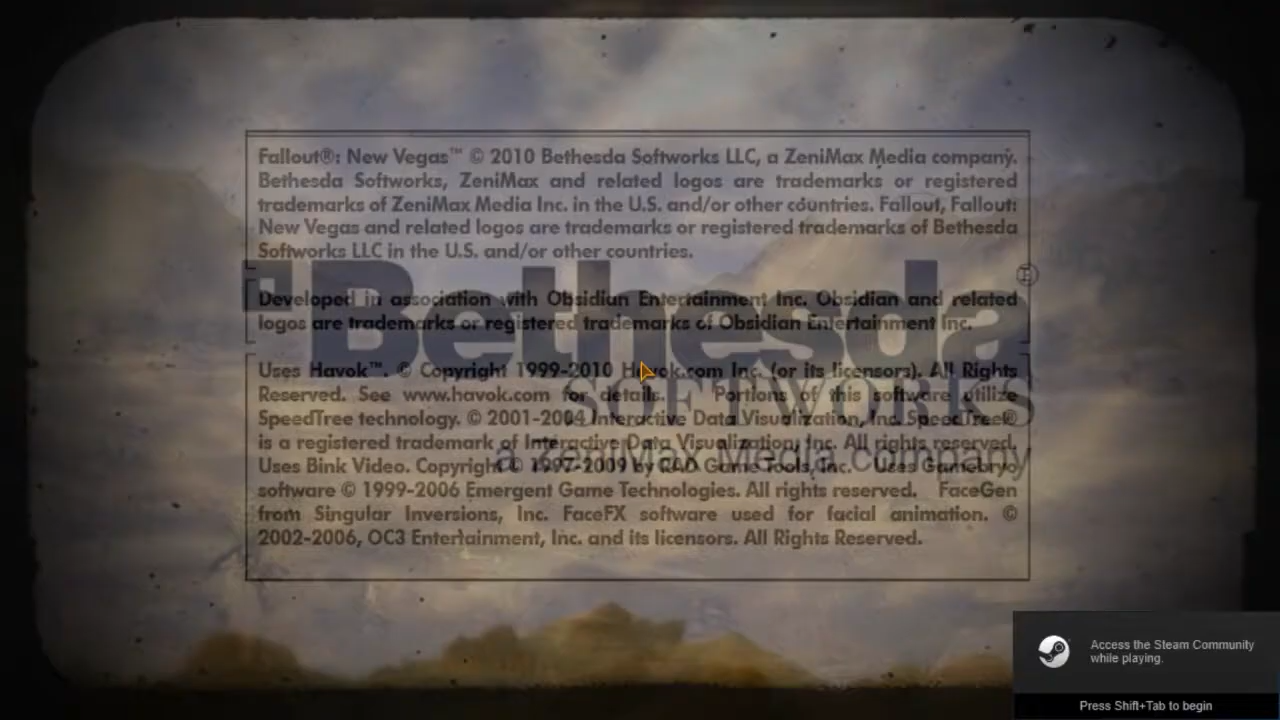 Fallout®: New Vegas™ © 2010 Bethesda Softworks LLC, a ZeniMax Media company.
Bethesda Softworks, ZeniMax and related logos are trademarks or registered
trademarks of ZeniMax Media Inc. in the U.S. and/or other countries. Fallout, Fallout:
New Vegas and related logos are trademarks or registered trademarks of Bethesda
Softworks LLC in the U.S. and/or other countries.
Bethesda®
Developed in association with Obsidian Entertainment Inc. Obsidian and related
logos are trademarks or registered trademarks of Obsidian Entertainment Inc.
Uses Havok™. © Copyright 1999-2010 Havok.com Inc. (or its licensors). All Rights
Reserved. See www.havok.com for details. Portions of this software utilize
SOFTWORKS
SpeedTree technology. © 2001-2004 Interactive Data Visualization, Inc. SpeedTree®
is a registered trademark of Interactive Data Visualization, Inc. All rights reserved.
a ZeniMax Media company
Uses Bink Video. Copyright © 1997-2009 by RAD Game Tools, Inc. Uses Gamebryo
software © 1999-2006 Emergent Game Technologies. All rights reserved. FaceGen
from Singular Inversions, Inc. FaceFX software used for facial animation. ©
2002-2006, OC3 Entertainment, Inc. and its licensors. All Rights Reserved.
Access the Steam Community
while playing.
Press Shift+Tab to begin